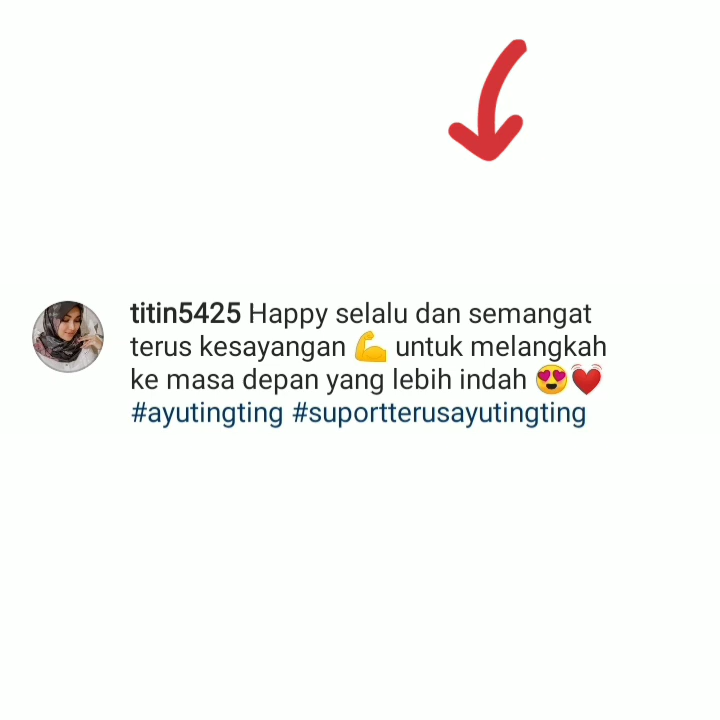 titin5425 Happy selalu dan semangat
terus kesayangan 💪 untuk melangkah
ke masa depan yang lebih indah 😍💓
#ayutingting #suportterusayutingting